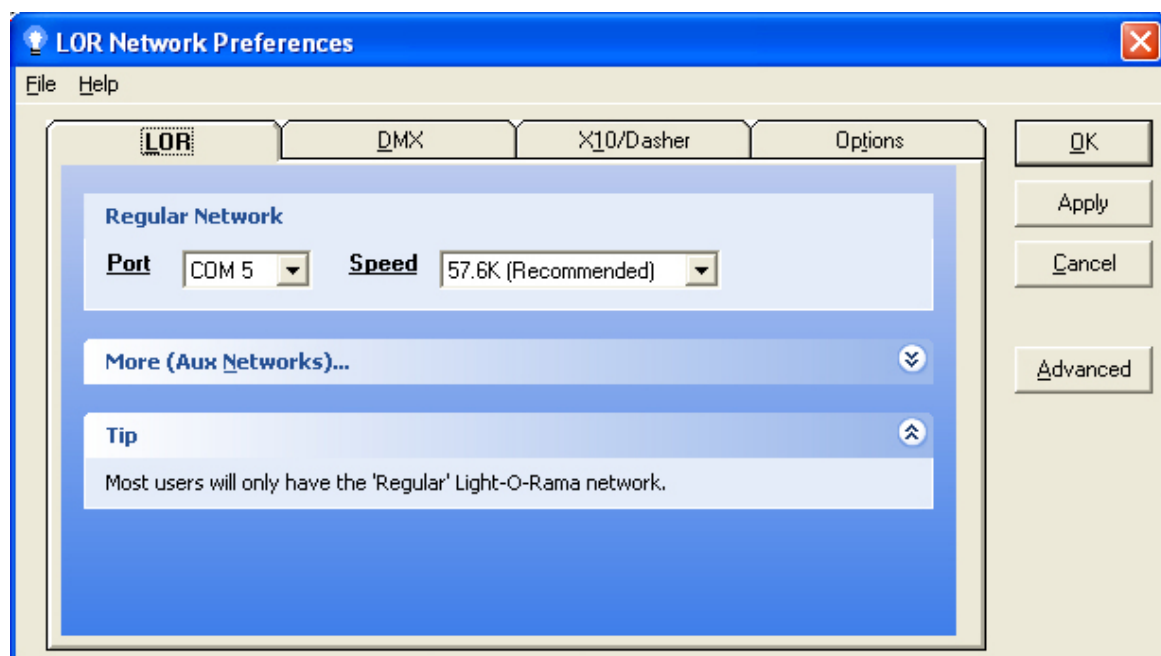 LOR Network Preferences
File Help
LOR DMX X10/Dasher Options
OK
Apply
Cancel
Advanced
Regular Network
Port COM 5 Speed 57.6K (Recommended)
More (Aux Networks)...
Tip
Most users will only have the 'Regular' Light-O-Rama network.